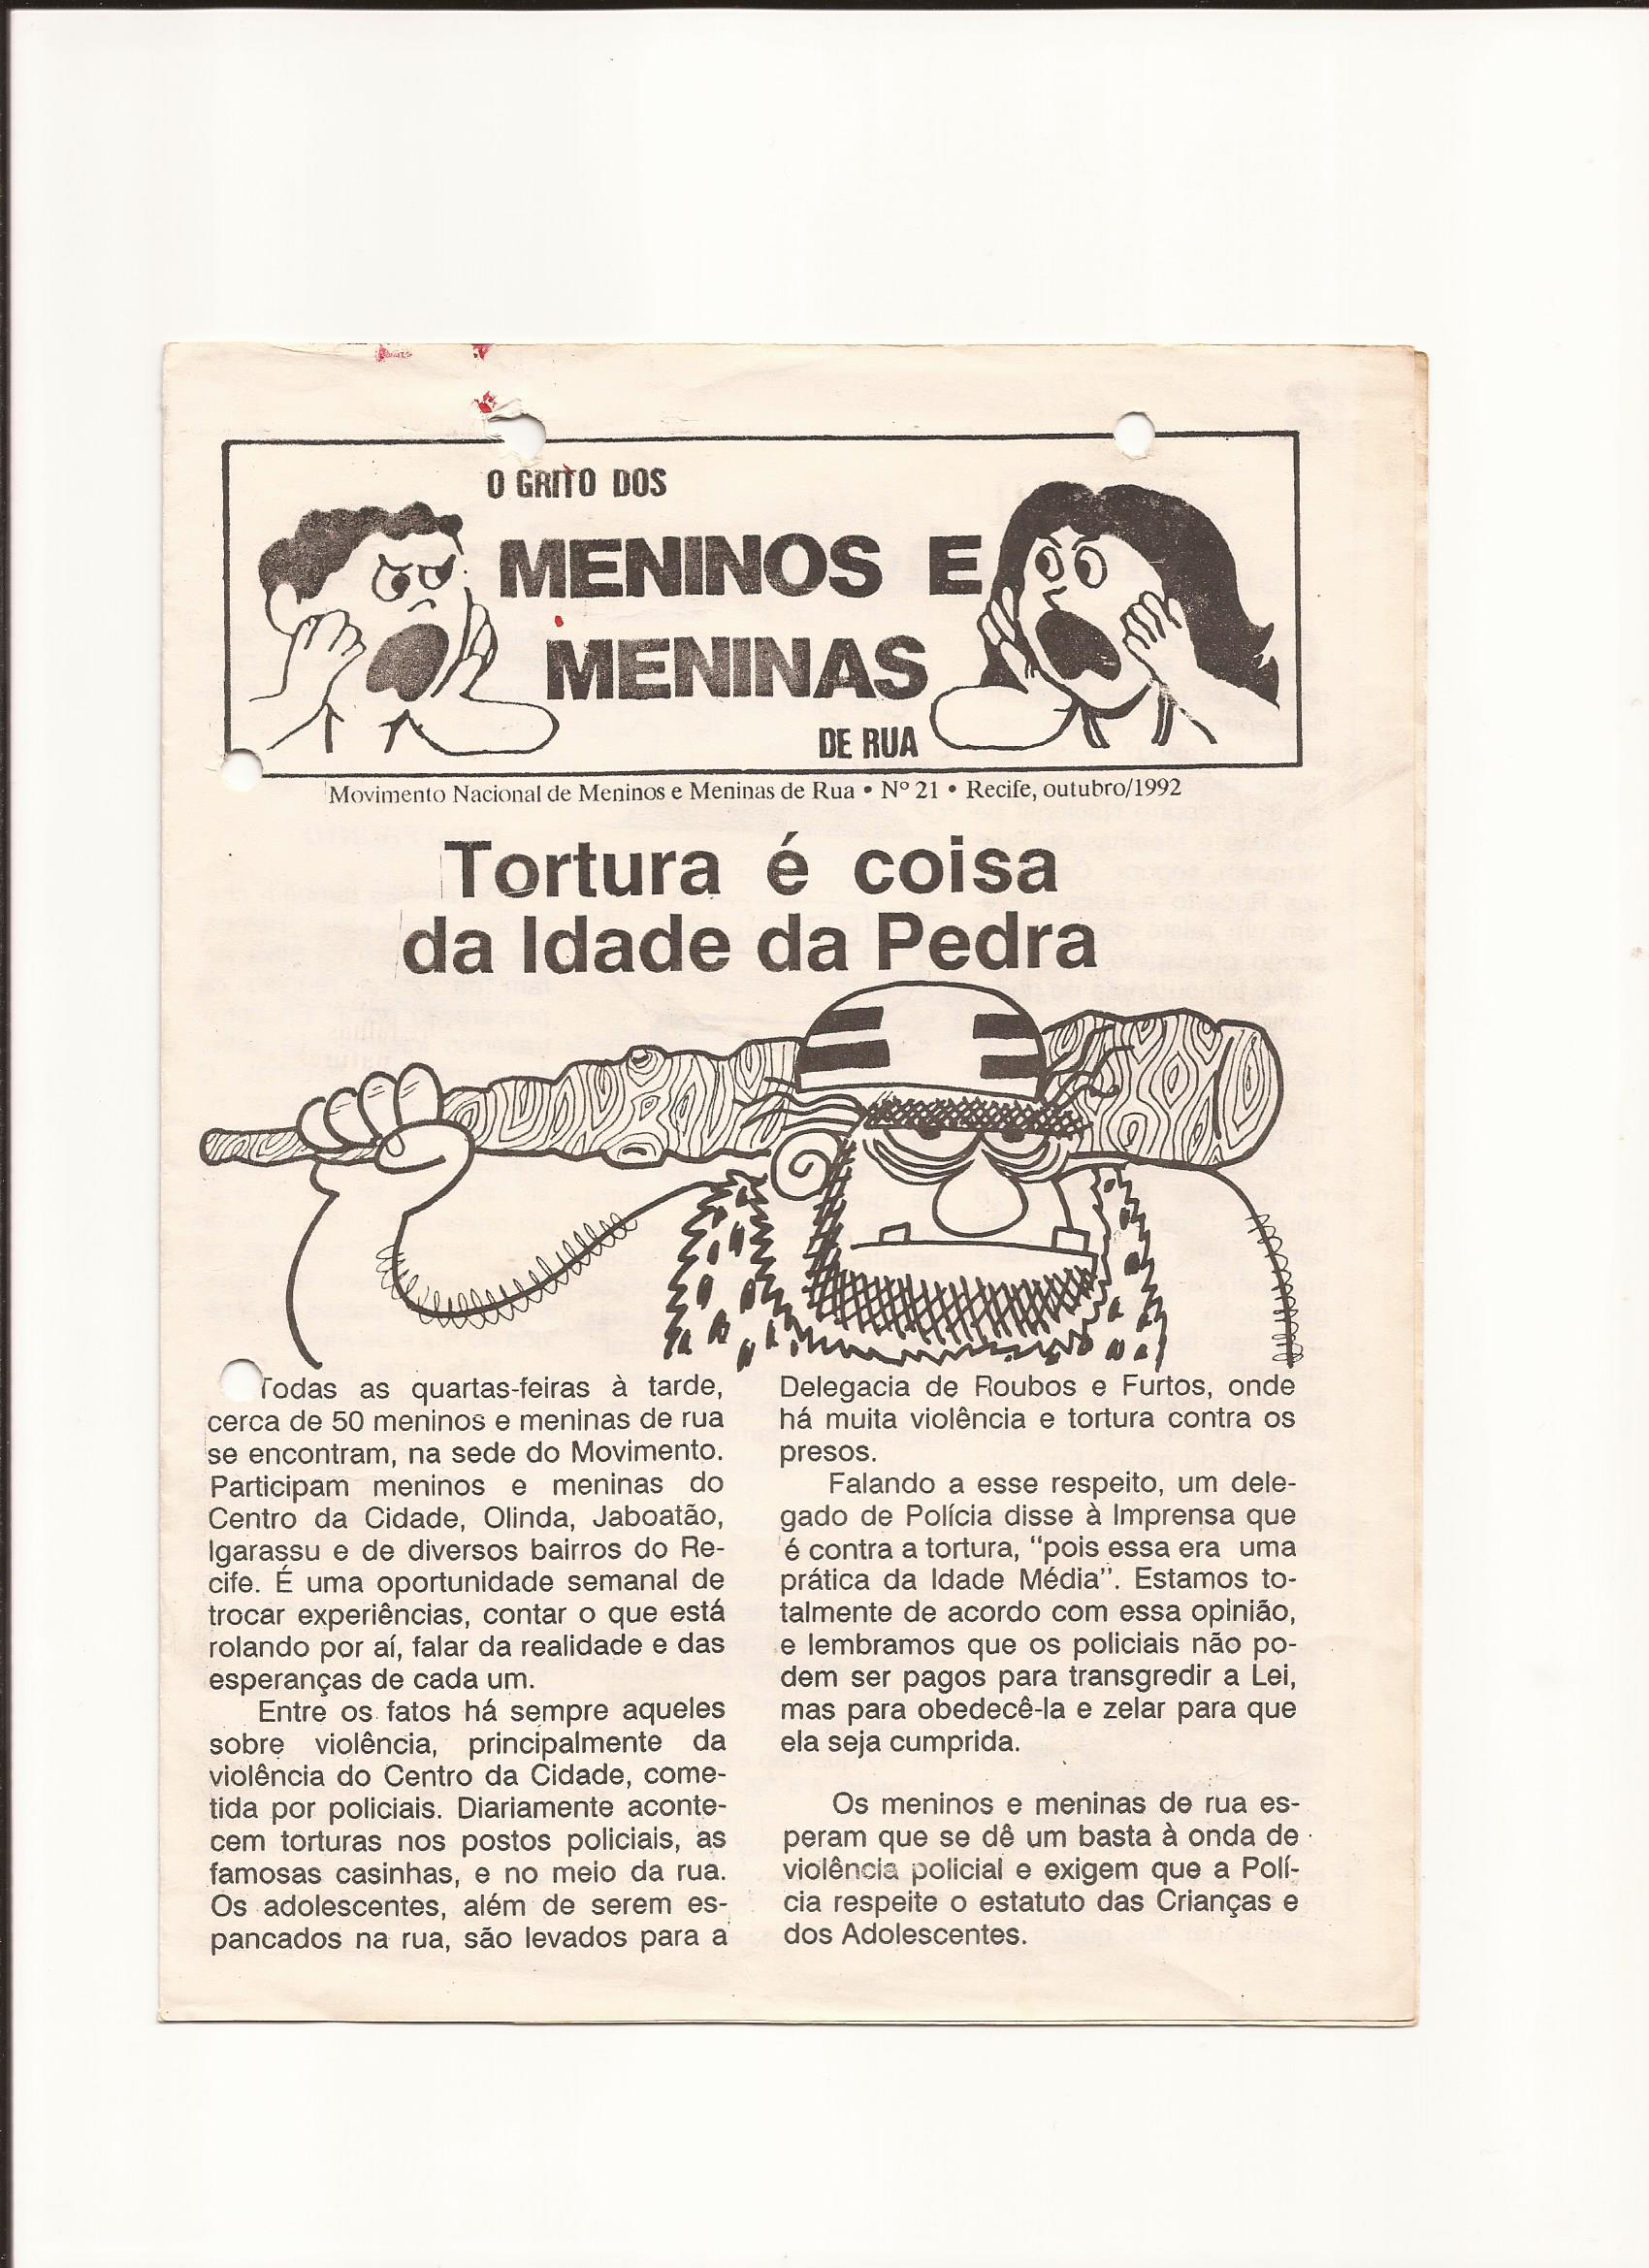 O GRITO DOS
MENINOS E
MENINAS
DE RUA
Movimento Nacional de Meninos e Meninas de Rua • Nº 21 • Recife, outubro/1992
Tortura é coisa
da Idade da Pedra
Todas as quartas-feiras à tarde,
cerca de 50 meninos e meninas de rua
se encontram, na sede do Movimento.
Participam meninos e meninas do
Centro da Cidade, Olinda, Jaboatão,
Igarassu e de diversos bairros do Re-
cife. É uma oportunidade semanal de
trocar experiências, contar o que está
rolando por aí, falar da realidade e das
esperanças de cada um.
Entre os fatos há sempre aqueles
sobre violência, principalmente da
violência do Centro da Cidade, come-
tida por policiais. Diariamente aconte-
cem torturas nos postos policiais, as
famosas casinhas, e no meio da rua.
Os adolescentes, além de serem es-
pancados na rua, são levados para a
Delegacia de Roubos e Furtos, onde
há muita violência e tortura contra os
presos.
Falando a esse respeito, um dele-
gado de Polícia disse à Imprensa que
é contra a tortura, "pois essa era uma
prática da Idade Média". Estamos to-
talmente de acordo com essa opinião,
e lembramos que os policiais não po-
dem ser pagos para transgredir a Lei,
mas para obedecê-la e zelar para que
ela seja cumprida.
Os meninos e meninas de rua es-
peram que se dê um basta à onda de
violência policial e exigem que a Polí-
cia respeite o estatuto das Crianças e
dos Adolescentes.